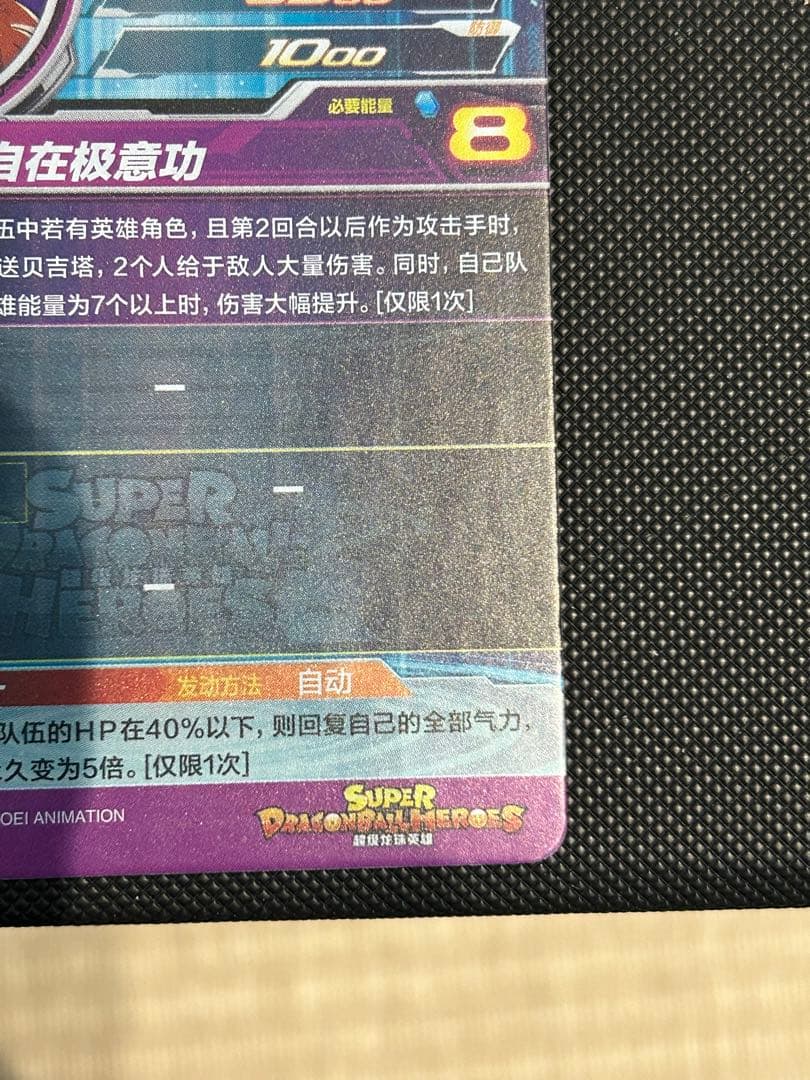 防御
1000
必要能量
8
自在极意功
伍中若有英雄角色，且第2回合以后作为攻击手时，
送贝吉塔，2个人给于敌人大量伤害。同时，自己队
雄能量为7个以上时，伤害大幅提升。[仅限1次]
SUPER
DRAGONBALL
HEROES
发动方法 自动
队伍的HP在40%以下，则回复自己的全部气力，
久变为5倍。[仅限1次]
OEI ANIMATION
SUPER
DRAGONBALL HEROES
超级龙珠英雄